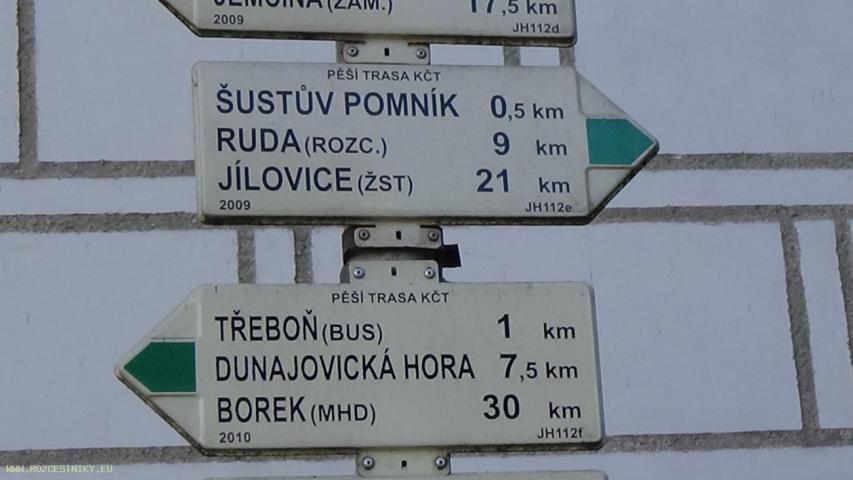 JEMČINA (ZÁM.) 17,5 km
2009 JH112d
PĚŠÍ TRASA KČT
ŠUSTŮV POMNÍK 0,5 km
RUDA (ROZC.) 9 km
JÍLOVICE (ŽST) 21 km
2009 JH112e
PĚŠÍ TRASA KČT
TŘEBOŇ (BUS) 1 km
DUNAJOVICKÁ HORA 7,5 km
BOREK (MHD) 30 km
2010 JH112f
WWW.ROZCESTNIKY.EU